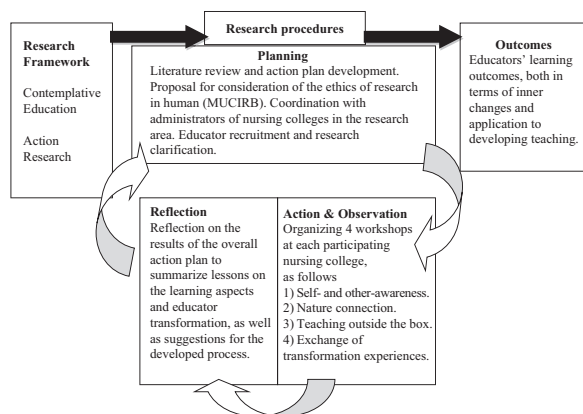 Research
Framework
Contemplative
Education
Action
Research
Research procedures
Planning
Literature review and action plan development.
Proposal for consideration of the ethics of research
in human (MUCIRB). Coordination with
administrators of nursing colleges in the research
area. Educator recruitment and research
clarification.
Outcomes
Educators’ learning
outcomes, both in
terms of inner
changes and
application to
developing teaching.
Reflection
Reflection on the
results of the overall
action plan to
summarize lessons on
the learning aspects
and educator
transformation, as well
as suggestions for the
developed process.
Action & Observation
Organizing 4 workshops
at each participating
nursing college,
as follows
1) Self- and other-awareness.
2) Nature connection.
3) Teaching outside the box.
4) Exchange of
transformation experiences.